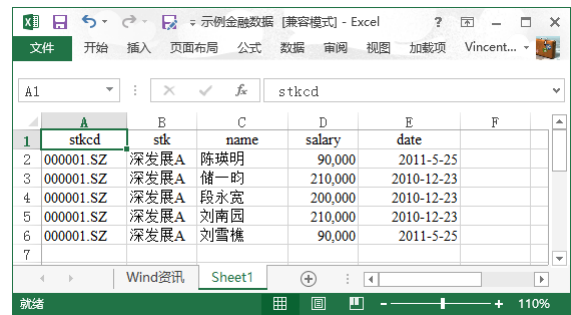 示例金融数据 [兼容模式] - Excel
文件 开始 插入 页面布局 公式 数据 审阅 视图 加载项 Vincent...
A1 fx stkcd
A B C D E F
1 stkcd stk name salary date
2 000001.SZ 深发展A 陈瑛明 90,000 2011-5-25
3 000001.SZ 深发展A 储一昀 210,000 2010-12-23
4 000001.SZ 深发展A 段永宽 200,000 2010-12-23
5 000001.SZ 深发展A 刘南园 210,000 2010-12-23
6 000001.SZ 深发展A 刘雪樵 90,000 2011-5-25
7
Wind资讯 Sheet1
就绪 110%